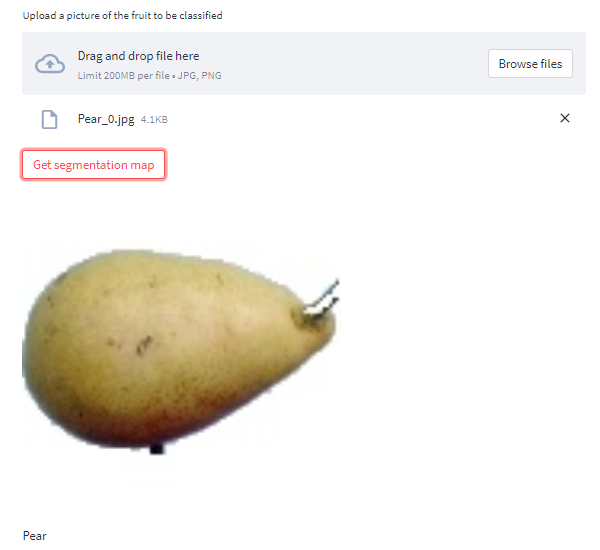 Upload a picture of the fruit to be classified
Drag and drop file here
Limit 200MB per file • JPG, PNG
Browse files
Pear_0.jpg 4.1KB
Get segmentation map
Pear